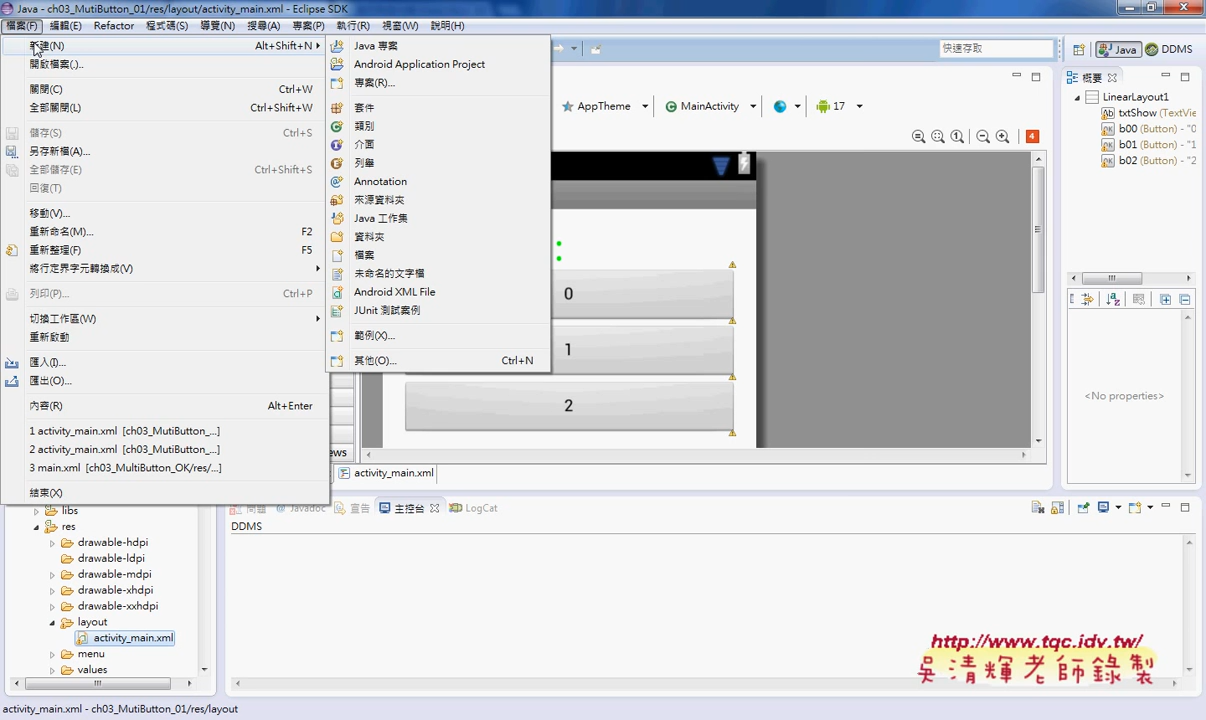 Java - ch03_MutiButton_01/res/layout/activity_main.xml - Eclipse SDK
檔案(F) 編輯(E) Refactor 程式碼(S) 導覽(N) 搜尋(A) 專案(P) 執行(R) 視窗(W) 說明(H)
新建(N) Alt+Shift+N
開啟檔案(.)..
關閉(C) Ctrl+W
全部關閉(L) Ctrl+Shift+W
儲存(S) Ctrl+S
另存新檔(A)...
全部儲存(E) Ctrl+Shift+S
回復(T)
移動(V)...
重新命名(M)... F2
重新整理(F) F5
將行定界字元轉換成(V)
列印(P)... Ctrl+P
切換工作區(W)
重新啟動
匯入(I)...
匯出(O)...
內容(R) Alt+Enter
1 activity_main.xml [ch03_MutiButton_...]
2 activity_main.xml [ch03_MutiButton_...]
3 main.xml [ch03_MultiButton_OK/res/...]
結束(X)
Java 專案
Android Application Project
專案(R)...
套件
類別
介面
列舉
Annotation
來源資料夾
Java 工作集
資料夾
檔案
未命名的文字檔
Android XML File
JUnit 測試案例
範例(X)...
其他(O)... Ctrl+N
快速存取
Java DDMS
AppTheme MainActivity 17
4
:
0
1
2
ews
activity_main.xml
概要
LinearLayout1
txtShow (TextVie
b00 (Button) - "0
b01 (Button) - "1
b02 (Button) - "2
<No properties>
libs
res
drawable-hdpi
drawable-ldpi
drawable-mdpi
drawable-xhdpi
drawable-xxhdpi
layout
activity_main.xml
menu
values
問題 Javadoc 宣告 主控台 LogCat
DDMS
http://www.tqc.idv.tw/
吳清輝老師錄製
activity_main.xml - ch03_MutiButton_01/res/layout